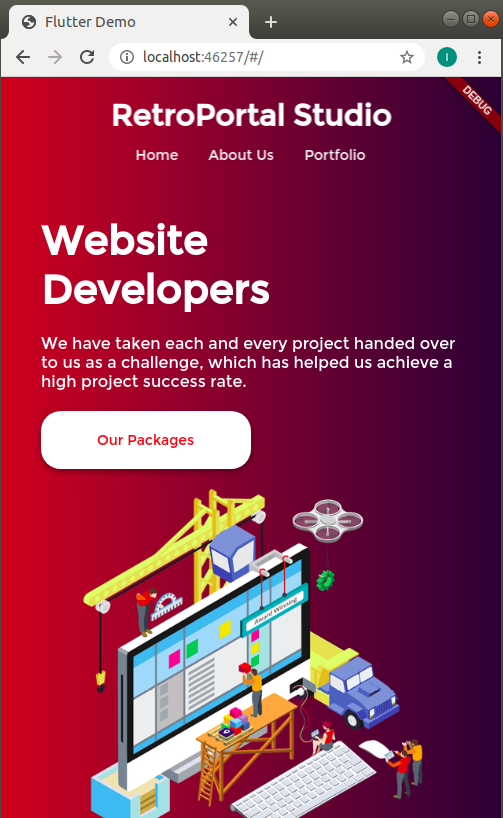 Flutter Demo
localhost:46257/#/
I
DEBUG
RetroPortal Studio
Home About Us Portfolio
Website
Developers
We have taken each and every project handed over
to us as a challenge, which has helped us achieve a
high project success rate.
Our Packages
Award Winning